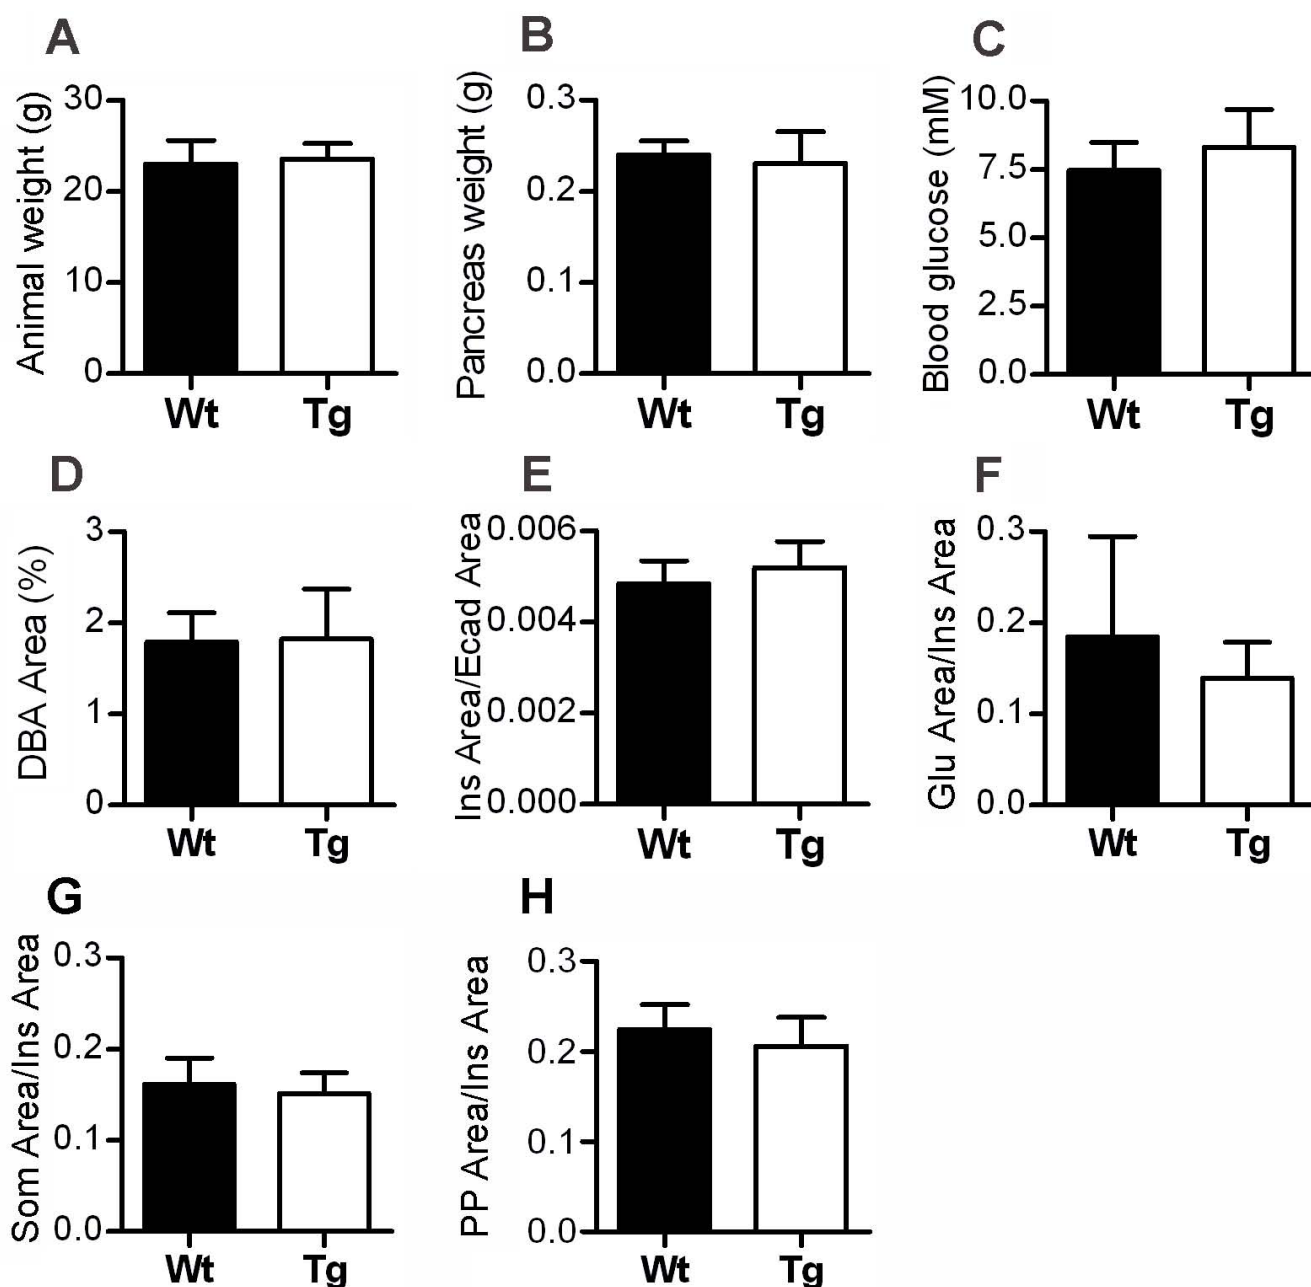 A
Animal weight (g)
30
20
10
0
Wt
Tg
B
Pancreas weight (g)
0.3
0.2
0.1
0.0
Wt
Tg
C
Blood glucose (mM)
10.0
7.5
5.0
2.5
0.0
Wt
Tg
D
DBA Area (%)
3
2
1
0
Wt
Tg
E
Ins Area/Ecad Area
0.006
0.004
0.002
0.000
Wt
Tg
F
Glu Area/Ins Area
0.3
0.2
0.1
0.0
Wt
Tg
G
Som Area/Ins Area
0.3
0.2
0.1
0.0
Wt
Tg
H
PP Area/Ins Area
0.3
0.2
0.1
0.0
Wt
Tg